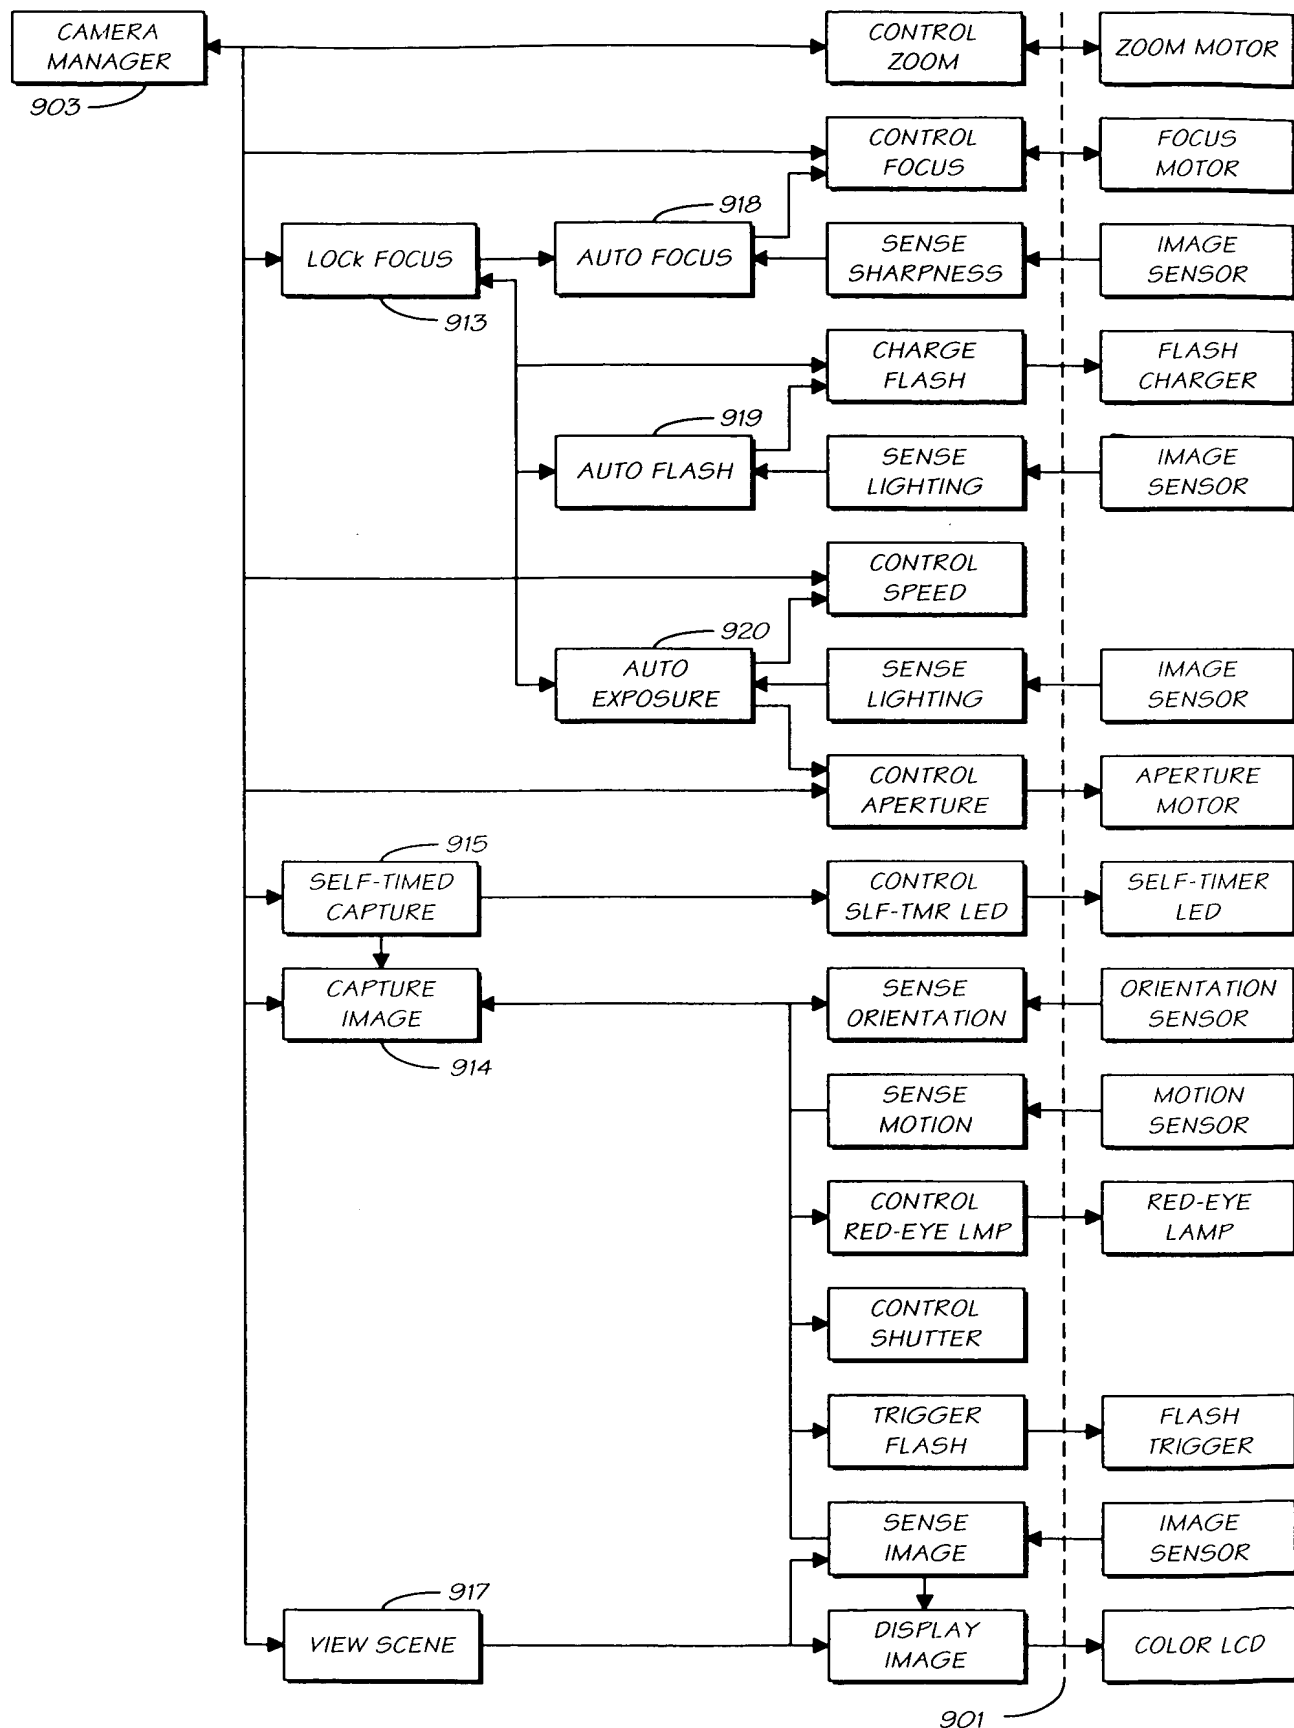 CAMERA
MANAGER
903
CONTROL
ZOOM
ZOOM MOTOR
CONTROL
FOCUS
FOCUS
MOTOR
918
LOCK FOCUS
913
AUTO FOCUS
SENSE
SHARPNESS
IMAGE
SENSOR
CHARGE
FLASH
FLASH
CHARGER
919
AUTO FLASH
SENSE
LIGHTING
IMAGE
SENSOR
CONTROL
SPEED
920
AUTO
EXPOSURE
SENSE
LIGHTING
IMAGE
SENSOR
CONTROL
APERTURE
APERTURE
MOTOR
915
SELF-TIMED
CAPTURE
CONTROL
SLF-TMR LED
SELF-TIMER
LED
CAPTURE
IMAGE
914
SENSE
ORIENTATION
ORIENTATION
SENSOR
SENSE
MOTION
MOTION
SENSOR
CONTROL
RED-EYE LMP
RED-EYE
LAMP
CONTROL
SHUTTER
TRIGGER
FLASH
FLASH
TRIGGER
SENSE
IMAGE
IMAGE
SENSOR
917
VIEW SCENE
DISPLAY
IMAGE
COLOR LCD
901